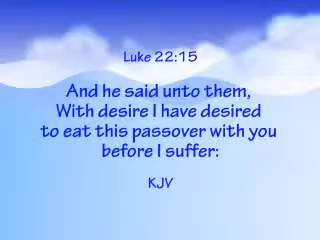 Luke 22:15
And he said unto them,
With desire I have desired
to eat this passover with you
before I suffer:
KJV